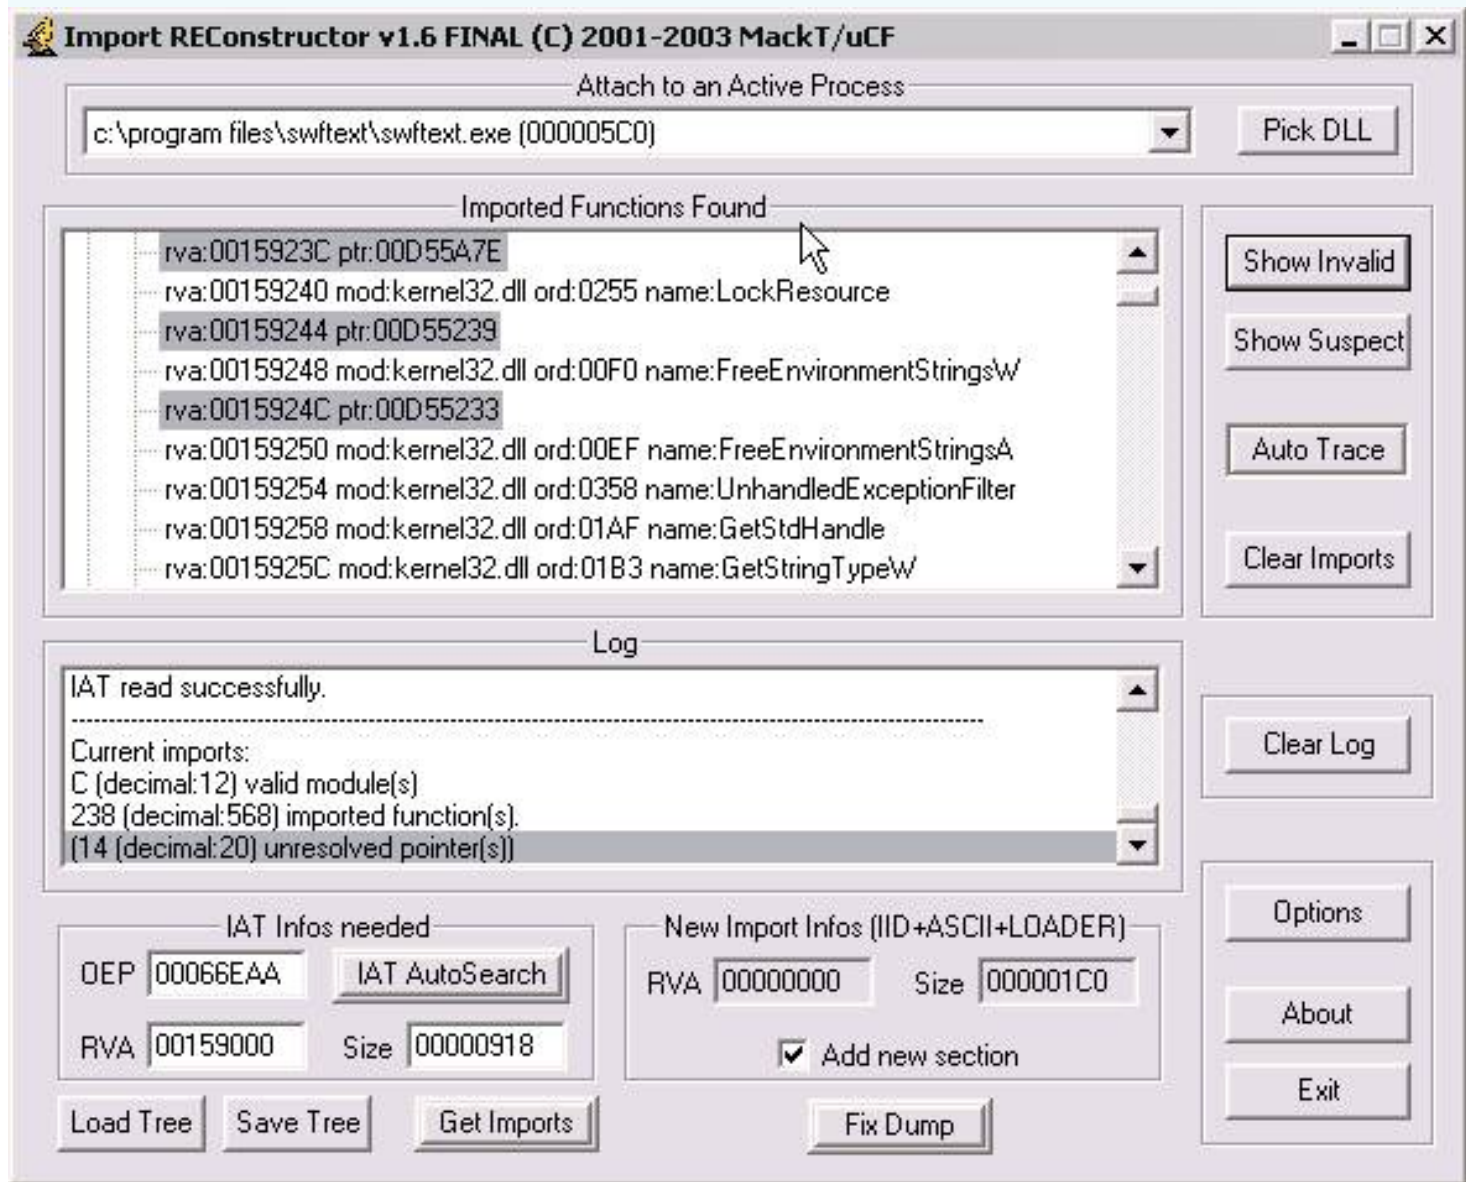 Import REConstructor v1.6 FINAL (C) 2001-2003 MackT/uCF
Attach to an Active Process
c:\program files\swftext\swftext.exe (000005C0)
Pick DLL
Imported Functions Found
rva:0015923C ptr:00D55A7E
rva:00159240 mod:kernel32.dll ord:0255 name:LockResource
rva:00159244 ptr:00D55239
rva:00159248 mod:kernel32.dll ord:00F0 name:FreeEnvironmentStringsW
rva:0015924C ptr:00D55233
rva:00159250 mod:kernel32.dll ord:00EF name:FreeEnvironmentStringsA
rva:00159254 mod:kernel32.dll ord:0358 name:UnhandledExceptionFilter
rva:00159258 mod:kernel32.dll ord:01AF name:GetStdHandle
rva:0015925C mod:kernel32.dll ord:01B3 name:GetStringTypeW
Show Invalid
Show Suspect
Auto Trace
Clear Imports
Log
IAT read successfully.
------------------------------------------------------------------------------------------------------------------------
Current imports:
C (decimal:12) valid module(s)
238 (decimal:568) imported function(s).
(14 (decimal:20) unresolved pointer(s))
Clear Log
IAT Infos needed
OEP 00066EAA IAT AutoSearch
RVA 00159000 Size 00000918
New Import Infos (IID+ASCII+LOADER)
RVA 00000000 Size 000001C0
Add new section
Options
About
Exit
Load Tree Save Tree Get Imports Fix Dump